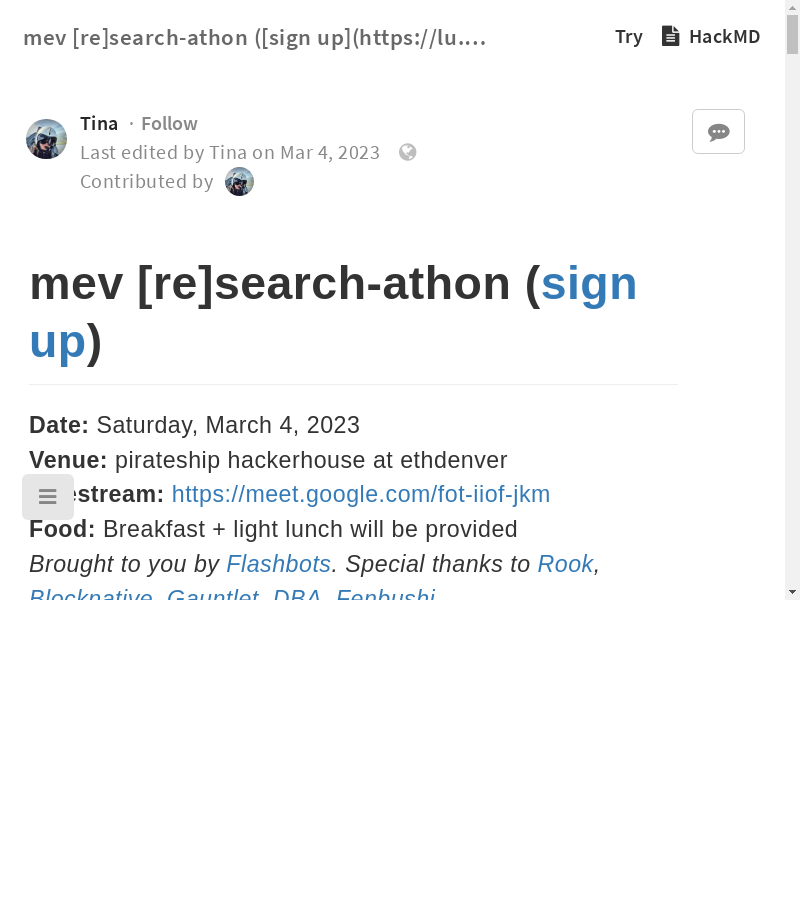 mev [re]search-athon ([sign up](https://lu.…
Try HackMD
Tina · Follow
Last edited by Tina on Mar 4, 2023
Contributed by
mev [re]search-athon (sign
up)
Date: Saturday, March 4, 2023
Venue: pirateship hackerhouse at ethdenver
estream: https://meet.google.com/fot-iiof-jkm
Food: Breakfast + light lunch will be provided
Brought to you by Flashbots. Special thanks to Rook,
Blocknative, Gauntlet, DBA, Fenbushi